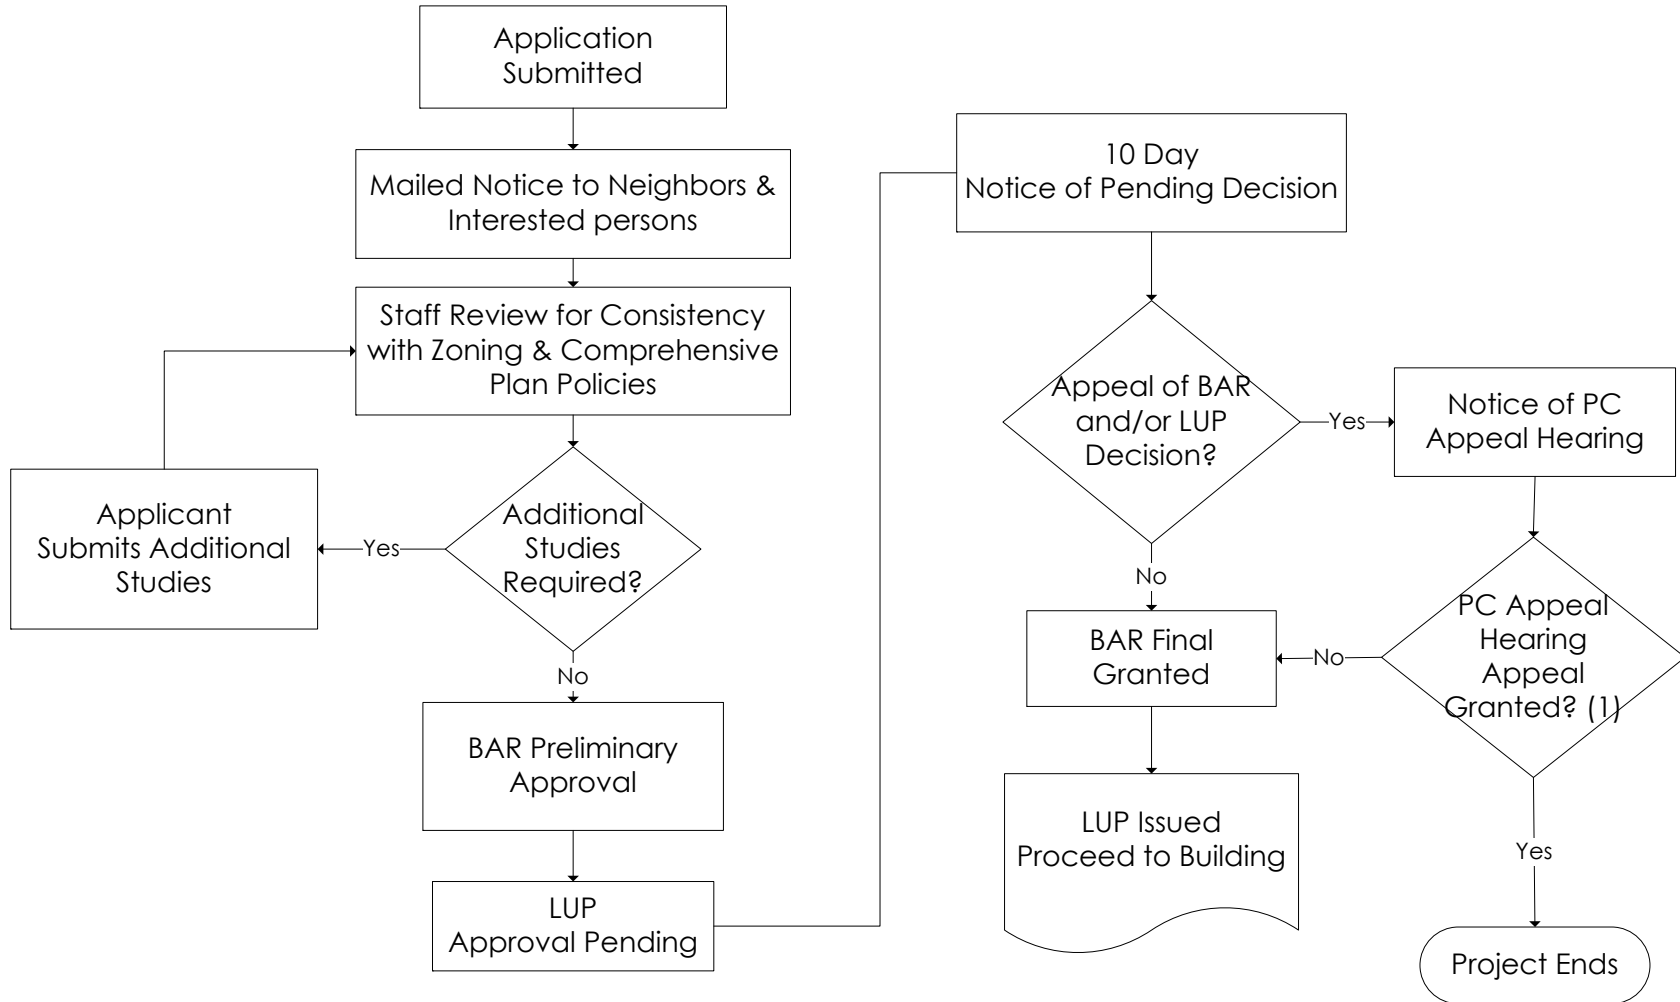 Application
Submitted
Mailed Notice to Neighbors &
Interested persons
Staff Review for Consistency
with Zoning & Comprehensive
Plan Policies
Additional
Studies
Required?
Yes
Applicant
Submits Additional
Studies
No
BAR Preliminary
Approval
LUP
Approval Pending
10 Day
Notice of Pending Decision
Appeal of BAR
and/or LUP
Decision?
Yes
Notice of PC
Appeal Hearing
No
PC Appeal
Hearing
Appeal
Granted? (1)
No
BAR Final
Granted
LUP Issued
Proceed to Building
Yes
Project Ends